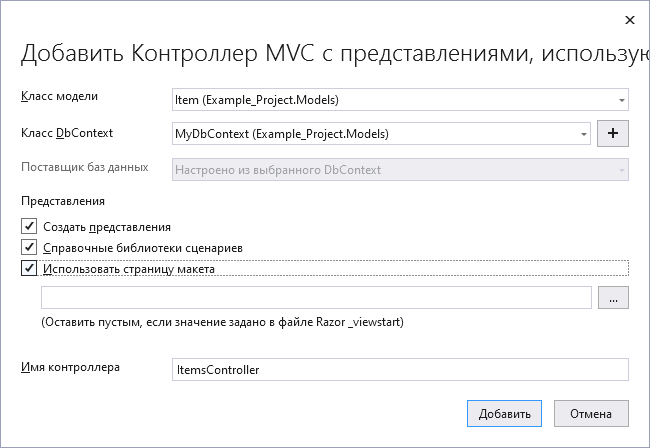 Добавить Контроллер MVC с представлениями, использую
Класс модели
Item (Example_Project.Models)
Класс DbContext
MyDbContext (Example_Project.Models)
Поставщик баз данных
Настроено из выбранного DbContext
Представления
Создать представления
Справочные библиотеки сценариев
Использовать страницу макета
...
(Оставить пустым, если значение задано в файле Razor _viewstart)
Имя контроллера
ItemsController
Добавить
Отмена